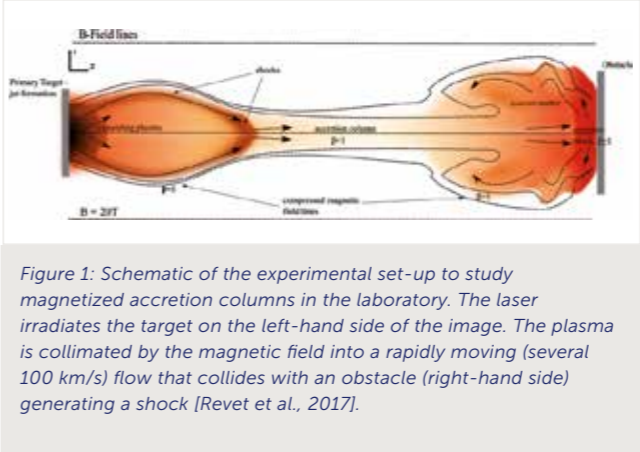 B-Field lines
Obstacle
Primary Target
jet formation
shocks
expanding plasma
accretion column
β~1
compressed magnetic
field lines
B = 20T
Figure 1: Schematic of the experimental set-up to study
magnetized accretion columns in the laboratory. The laser
irradiates the target on the left-hand side of the image. The plasma
is collimated by the magnetic field into a rapidly moving (several
100 km/s) flow that collides with an obstacle (right-hand side)
generating a shock [Revet et al., 2017].